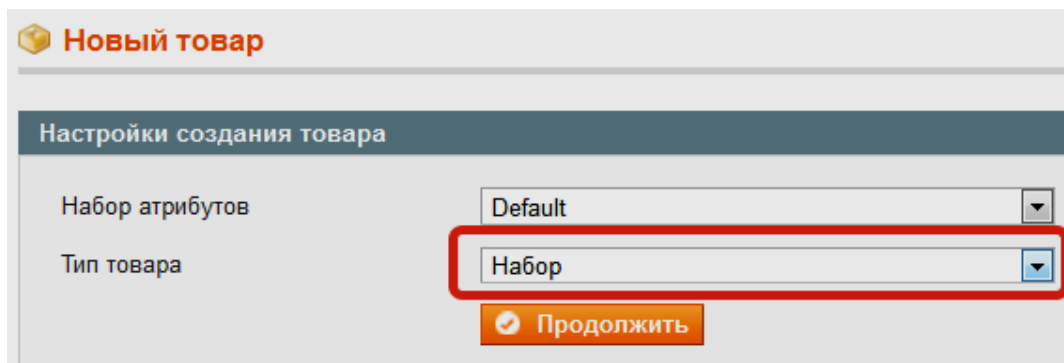 Новый товар
Настройки создания товара
Набор атрибутов Default
Тип товара Набор
Продолжить